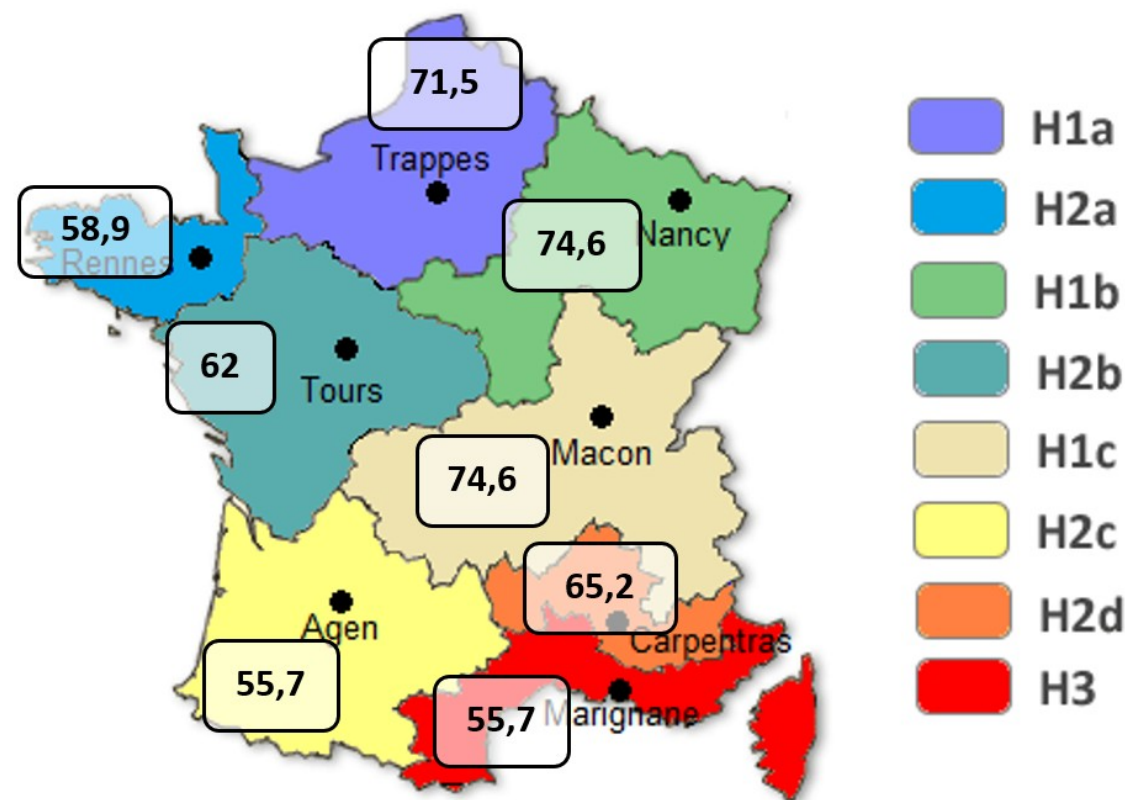 71,5
Trappes
58,9
Rennes
74,6
Nancy
62
Tours
Macon
74,6
65,2
Agen
Carpentras
55,7
55,7
Marignane
H1a
H2a
H1b
H2b
H1c
H2c
H2d
H3